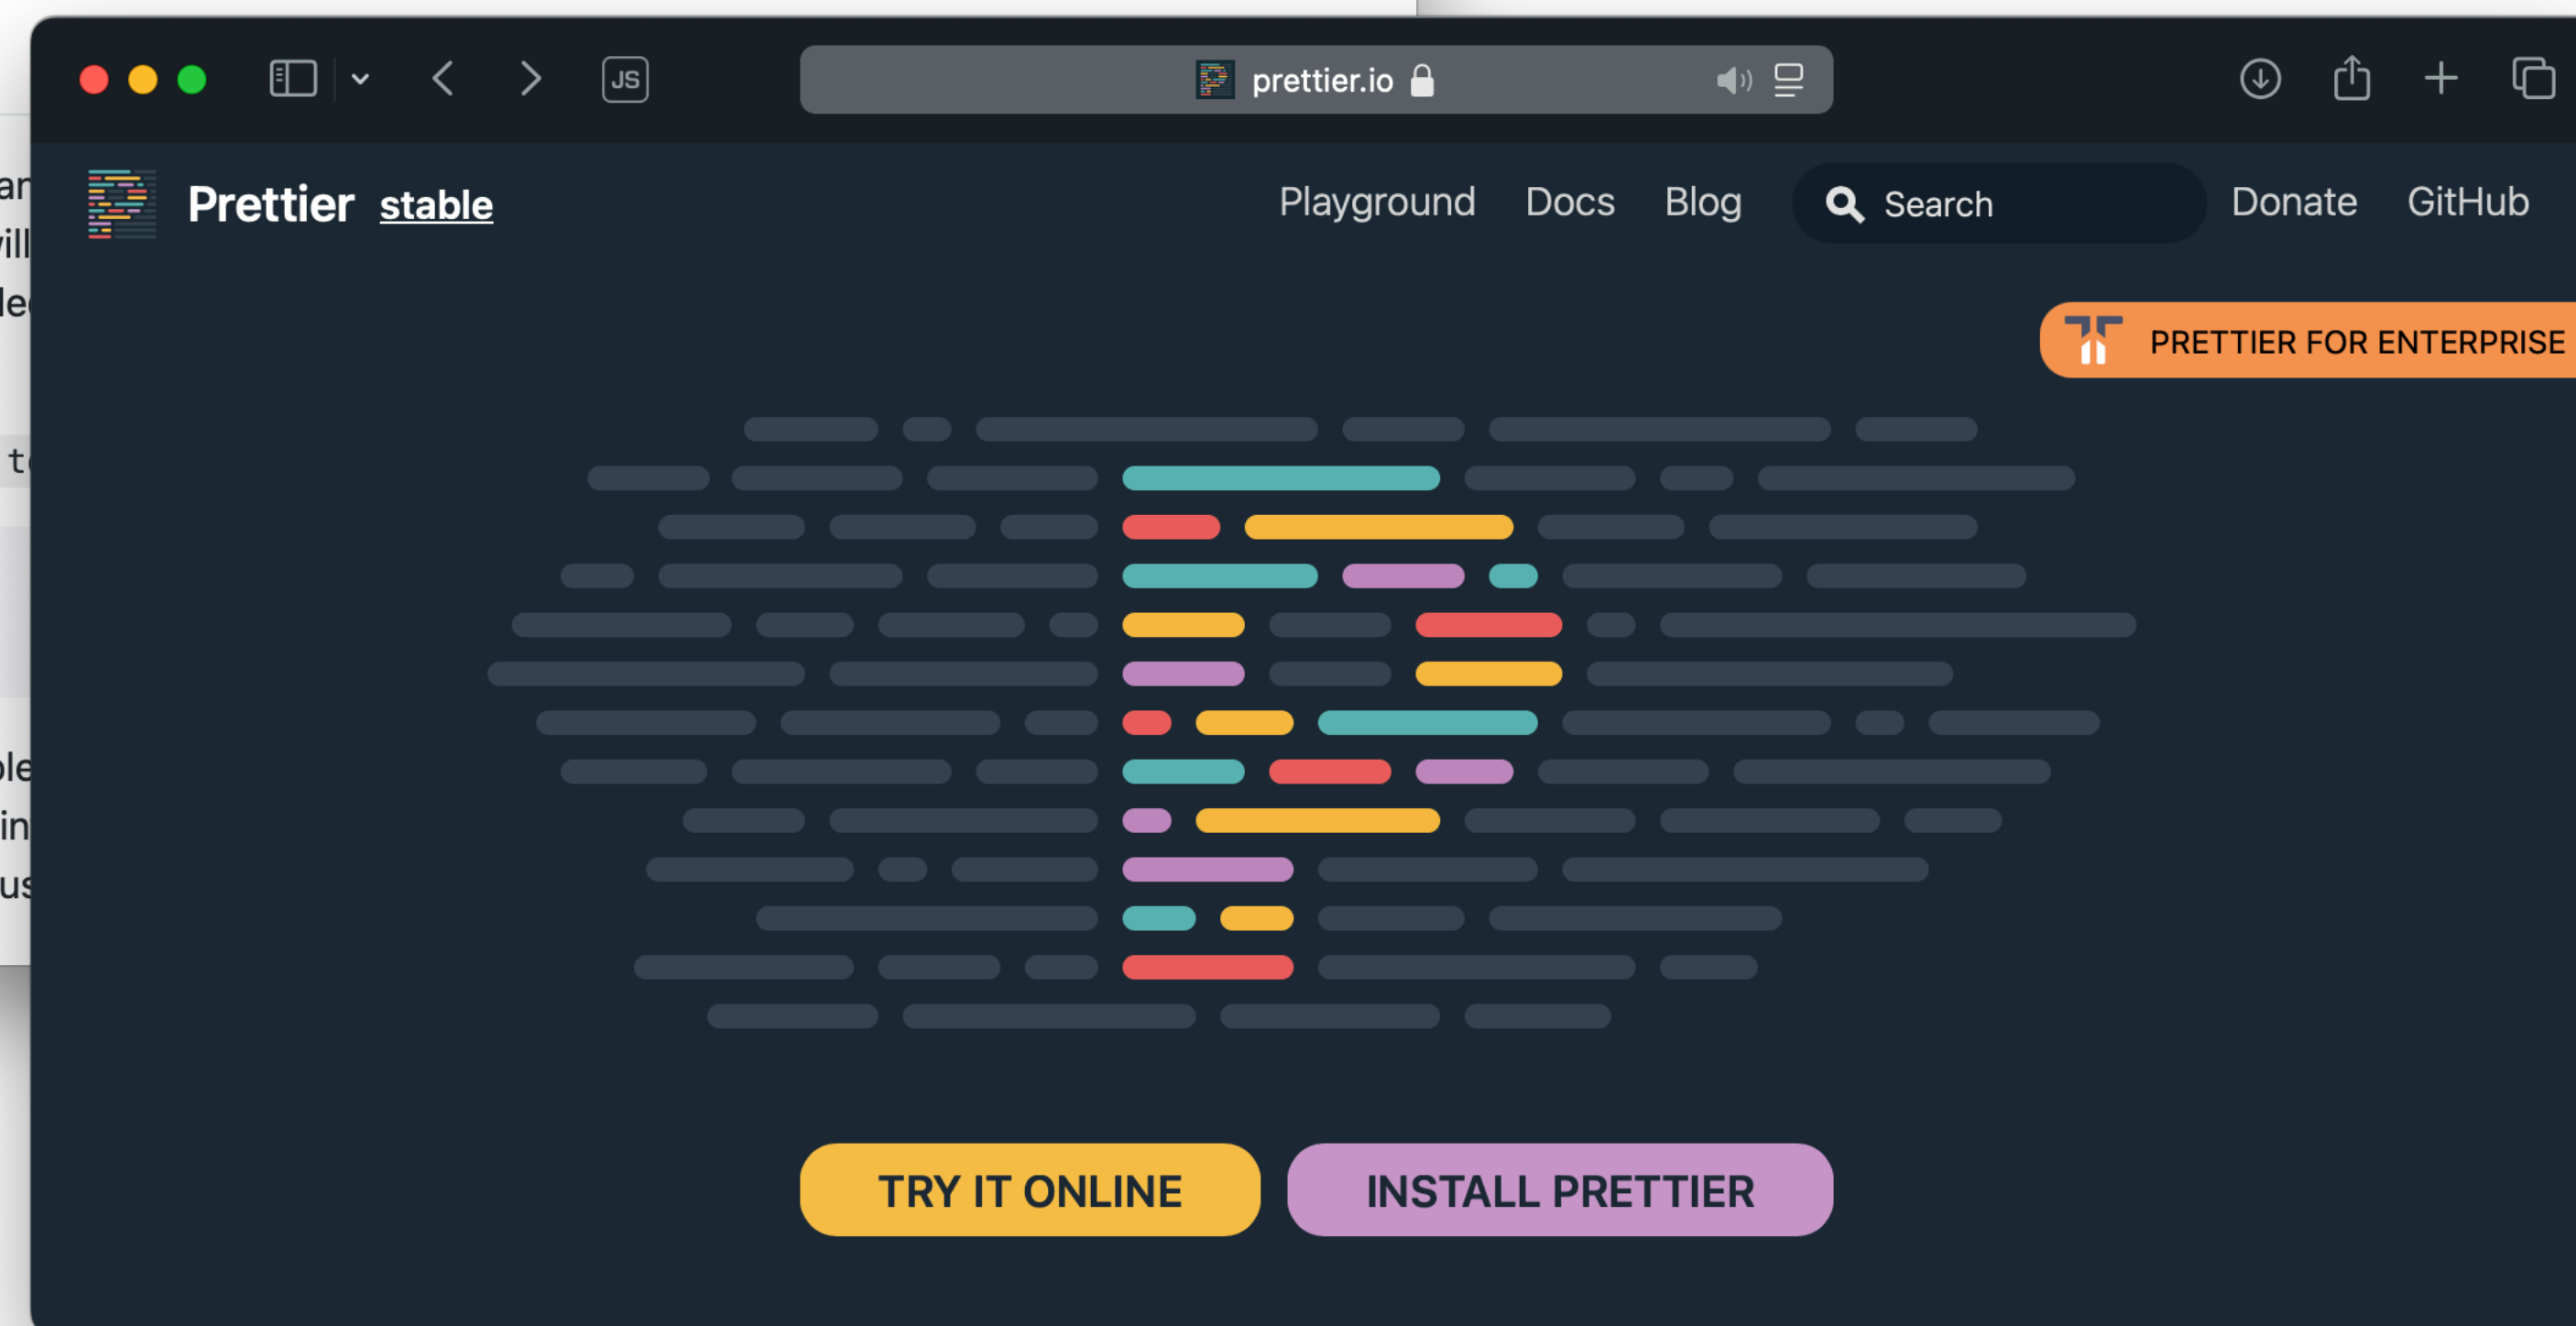 JS
prettier.io
Prettier stable
Playground Docs Blog Search Donate GitHub
PRETTIER FOR ENTERPRISE
TRY IT ONLINE
INSTALL PRETTIER